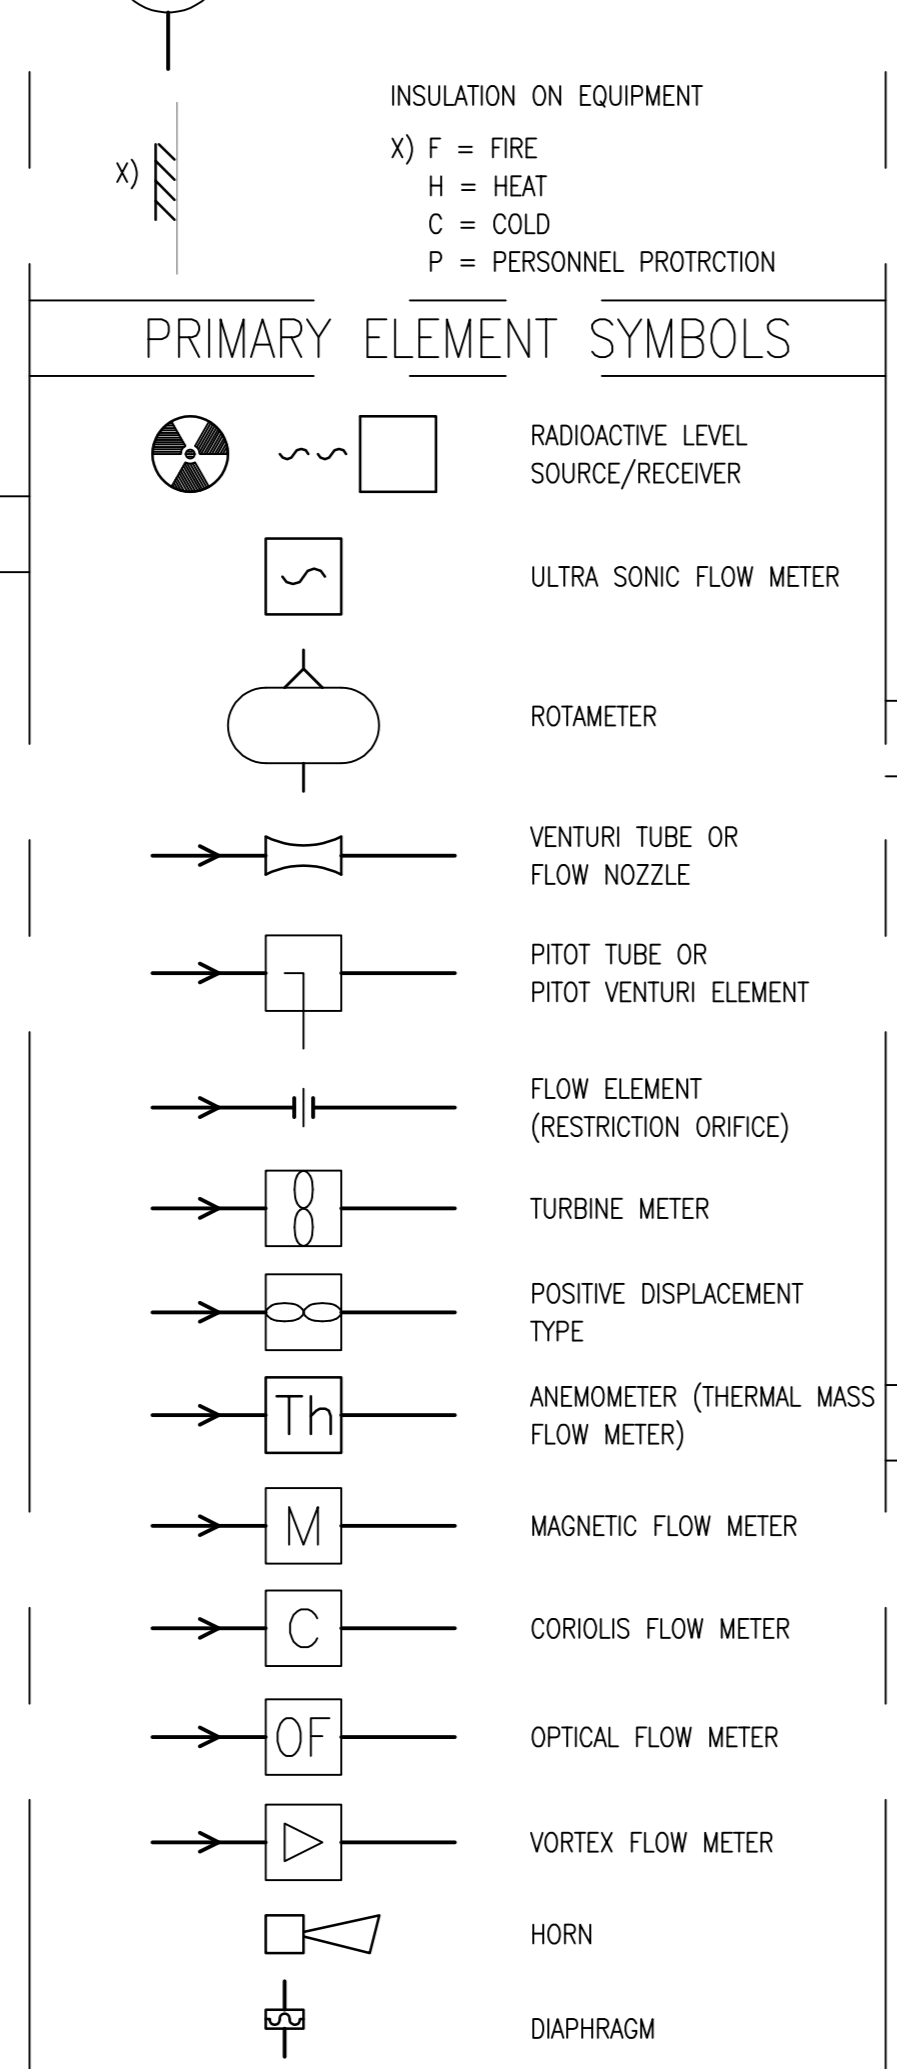 INSULATION ON EQUIPMENT
X)
X) F = FIRE
H = HEAT
C = COLD
P = PERSONNEL PROTRCTION
PRIMARY ELEMENT SYMBOLS
RADIOACTIVE LEVEL
SOURCE/RECEIVER
ULTRA SONIC FLOW METER
ROTAMETER
VENTURI TUBE OR
FLOW NOZZLE
PITOT TUBE OR
PITOT VENTURI ELEMENT
FLOW ELEMENT
(RESTRICTION ORIFICE)
TURBINE METER
POSITIVE DISPLACEMENT
TYPE
Th
ANEMOMETER (THERMAL MASS
FLOW METER)
M
MAGNETIC FLOW METER
C
CORIOLIS FLOW METER
OF
OPTICAL FLOW METER
VORTEX FLOW METER
HORN
DIAPHRAGM